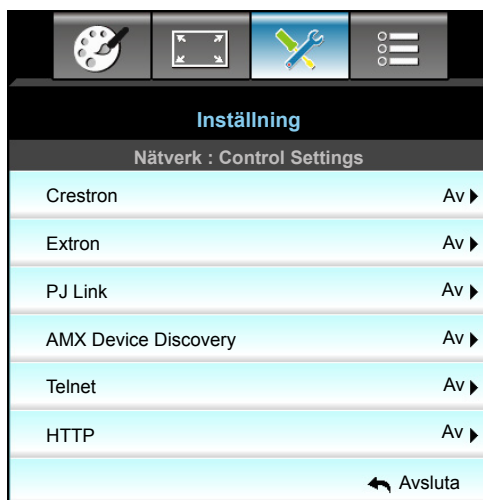 Inställning
Nätverk : Control Settings
Crestron Av
Extron Av
PJ Link Av
AMX Device Discovery Av
Telnet Av
HTTP Av
Avsluta